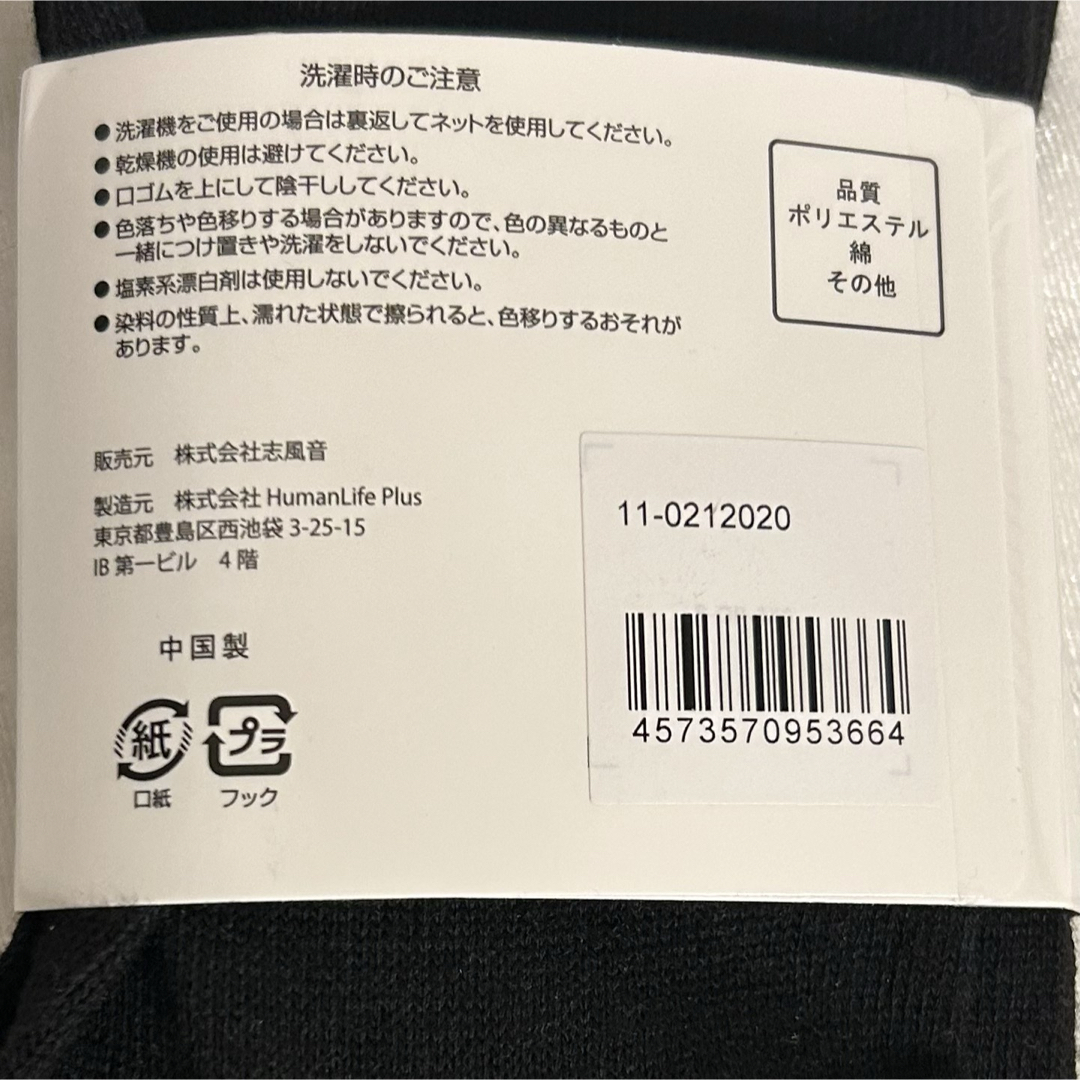 洗濯時のご注意
●洗濯機をご使用の場合は裏返してネットを使用してください。
●乾燥機の使用は避けてください。
●口ゴムを上にして陰干ししてください。
●色落ちや色移りする場合がありますので、色の異なるものと
一緒につけ置きや洗濯をしないでください。
●塩素系漂白剤は使用しないでください。
●染料の性質上、濡れた状態で擦られると、色移りするおそれが
あります。
品質
ポリエステル
綿
その他
販売元 株式会社志風音
製造元 株式会社 HumanLife Plus
東京都豊島区西池袋 3-25-15
IB 第一ビル 4 階
中国製
紙
口紙
プラ
フック
11-0212020
4573570953664